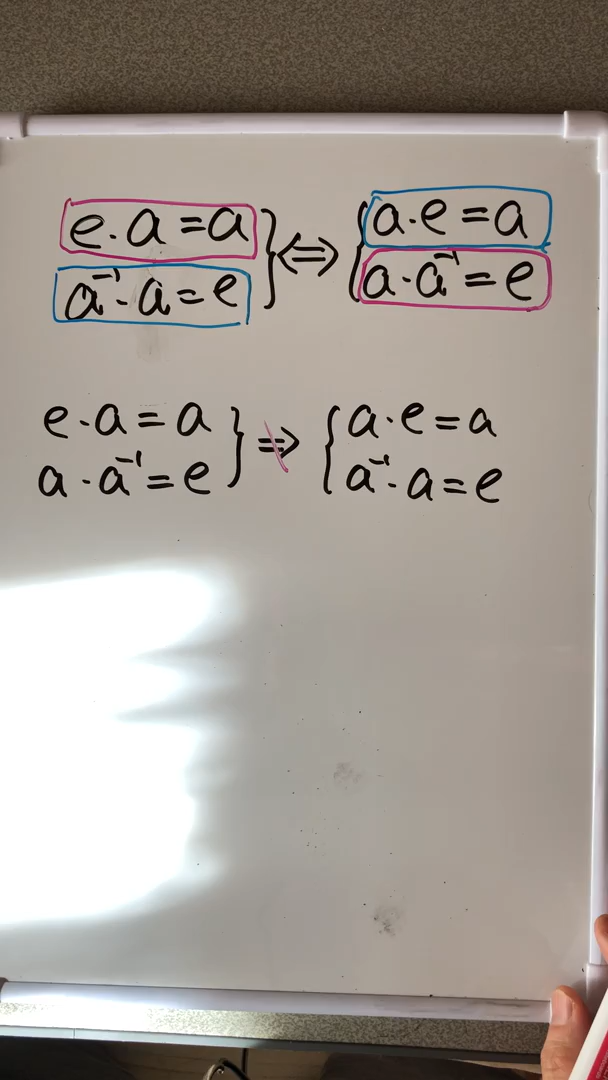 e · a = a } ⇔ { a · e = a
a⁻¹ · a = e } ⇔ { a · a⁻¹ = e
e · a = a } ⇏ { a · e = a
a · a⁻¹ = e } ⇏ { a⁻¹ · a = e